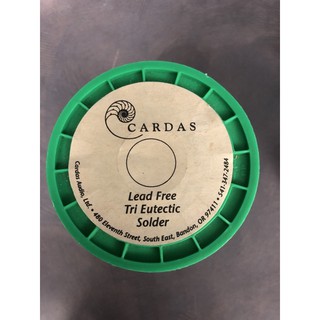 CARDAS
Lead Free
Tri Eutectic
Solder
Cardas Audio, Ltd. • 480 Eleventh Street, South East, Bandon, OR 97411 • 541-347-2484